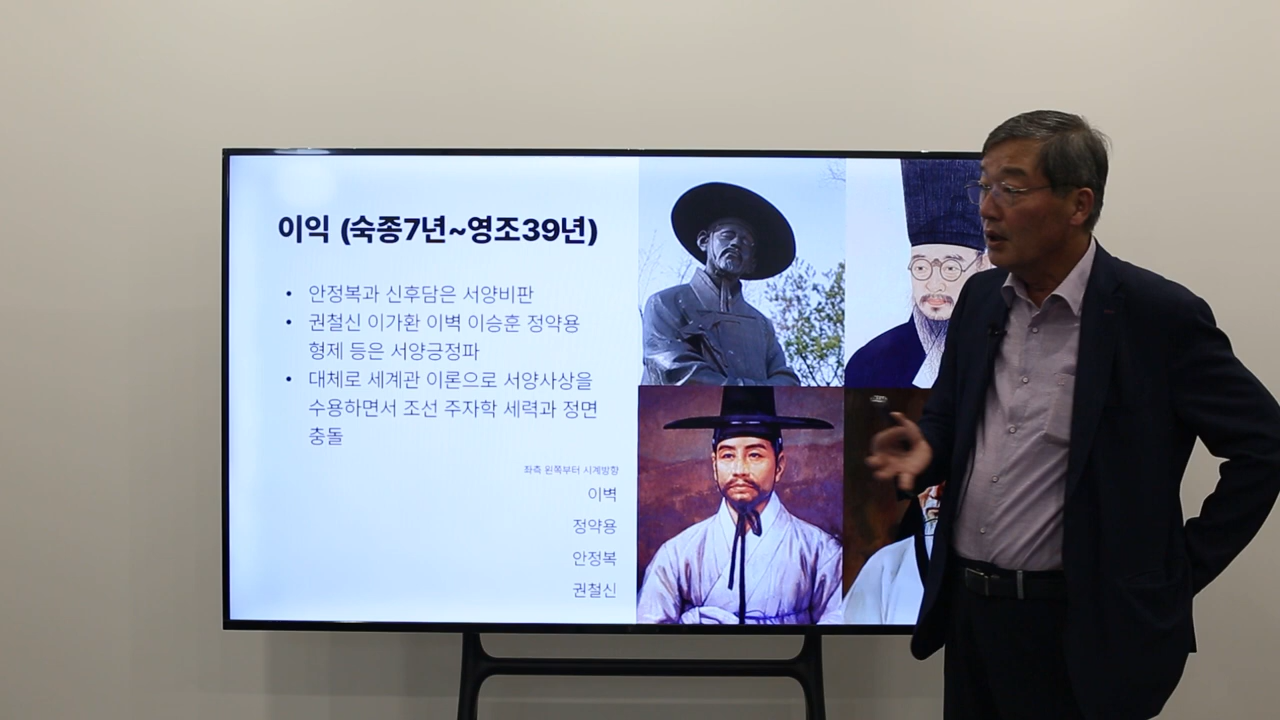 이익 (숙종7년~영조39년)
• 안정복과 신후담은 서양비판
• 권철신 이가환 이벽 이승훈 정약용
형제 등은 서양긍정파
• 대체로 세계관 이론으로 서양사상을
수용하면서 조선 주자학 세력과 정면
충돌
좌측 왼쪽부터 시계방향
이벽
정약용
안정복
권철신